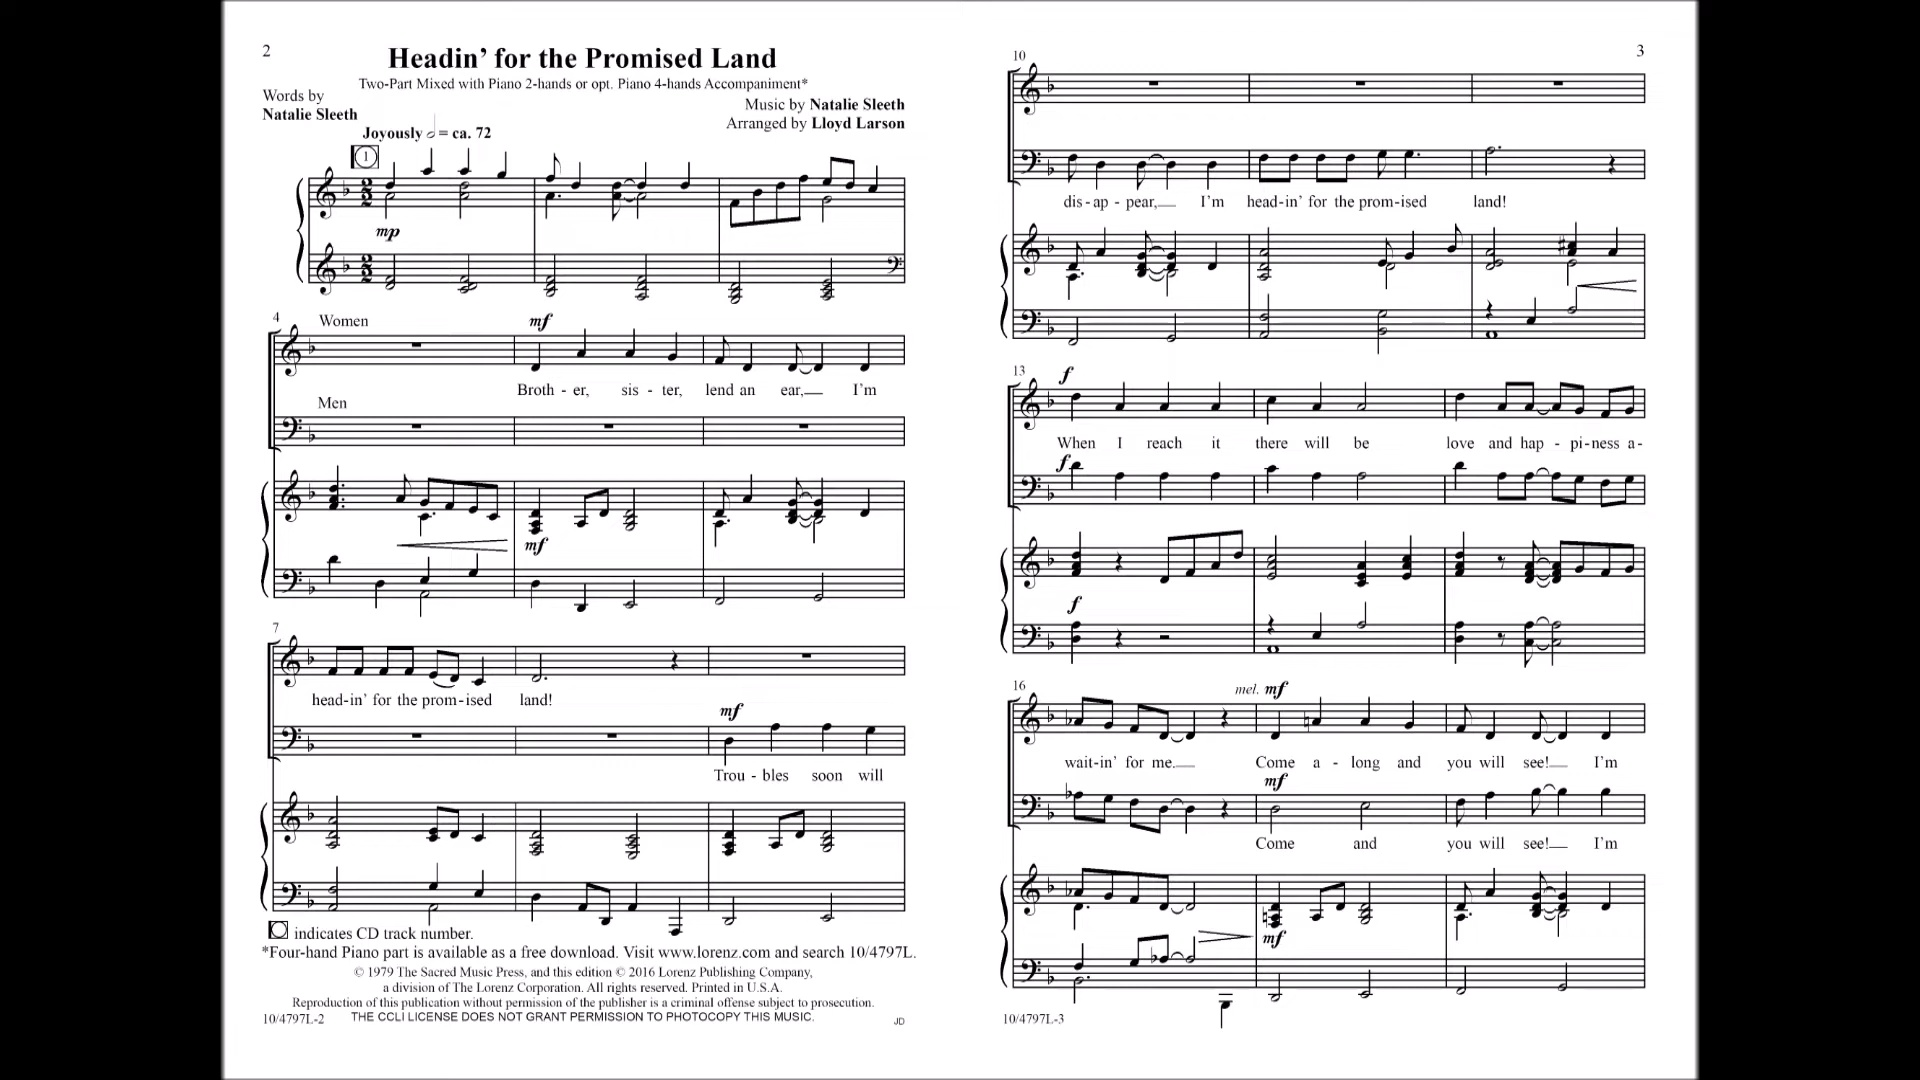 2
Headin’ for the Promised Land
Two-Part Mixed with Piano 2-hands or opt. Piano 4-hands Accompaniment*
Words by
Natalie Sleeth
Music by Natalie Sleeth
Arranged by Lloyd Larson
Joyously = ca. 72
1
mp
4
Women
mf
Broth - er, sis - ter, lend an ear, I’m
Men
mf
7
head-in’ for the prom-ised land!
mf
Trou - bles soon will
indicates CD track number.
*Four-hand Piano part is available as a free download. Visit www.lorenz.com and search 10/4797L.
© 1979 The Sacred Music Press, and this edition © 2016 Lorenz Publishing Company,
a division of The Lorenz Corporation. All rights reserved. Printed in U.S.A.
Reproduction of this publication without permission of the publisher is a criminal offense subject to prosecution.
THE CCLI LICENSE DOES NOT GRANT PERMISSION TO PHOTOCOPY THIS MUSIC.
10/4797L-2
JD
3
10
dis - ap - pear, I’m head-in’ for the prom-ised land!
13
f
When I reach it there will be love and hap - pi-ness a-
f
f
16
mel. mf
wait-in’ for me. Come a - long and you will see! I’m
mf
Come and you will see! I’m
mf
10/4797L-3